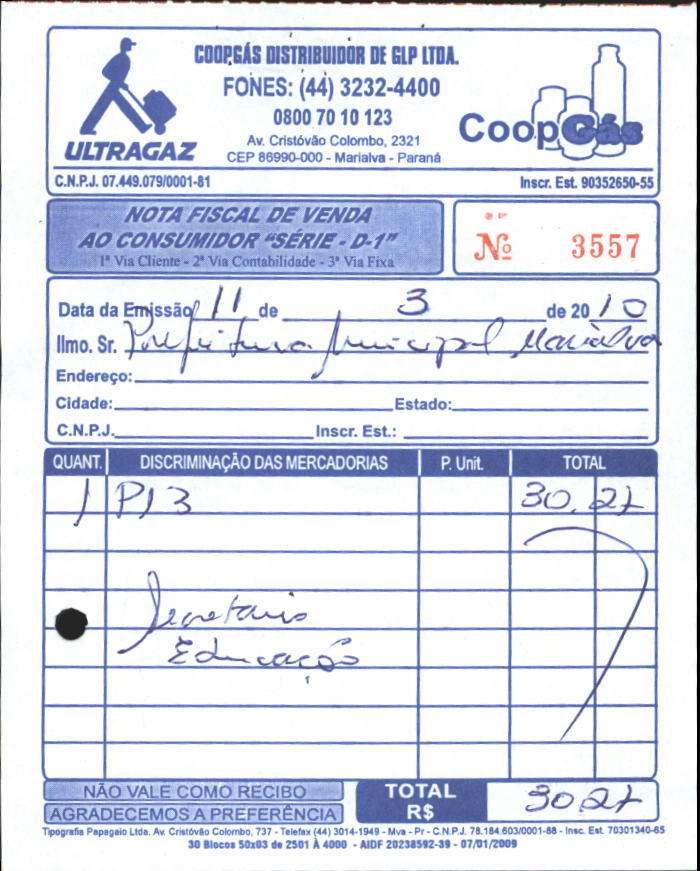 COOPGÁS DISTRIBUIDOR DE GLP LTDA.
FONES: (44) 3232-4400
0800 70 10 123
Av. Cristóvão Colombo, 2321
CEP 86990-000 - Marialva - Paraná
ULTRAGAZ
CoopGás
C.N.P.J. 07.449.079/0001-81
Inscr. Est. 90352650-55
NOTA FISCAL DE VENDA
AO CONSUMIDOR "SÉRIE - D-1"
1ª Via Cliente - 2ª Via Contabilidade - 3ª Via Fixa
Nº 3557
Data da Emissão 11 de 3 de 2010
Ilmo. Sr. Prefeitura Municipal Marialva
Endereço:
Cidade: Estado:
C.N.P.J. Inscr. Est.:
QUANT. DISCRIMINAÇÃO DAS MERCADORIAS P. Unit. TOTAL
1 P13 30,27
Secretaria
Educação
NÃO VALE COMO RECIBO
AGRADECEMOS A PREFERÊNCIA
TOTAL
R$
30 27
Tipografia Papagaio Ltda. Av. Cristóvão Colombo, 737 - Telefax (44) 3014-1949 - Mva - Pr - C.N.P.J. 78.184.603/0001-88 - Insc. Est. 70301340-65
30 Blocos 50x03 de 2501 À 4000 - AIDF 20238592-39 - 07/01/2009